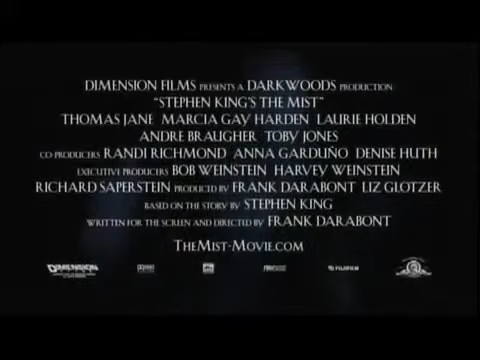 DIMENSION FILMS PRESENTS A DARKWOODS PRODUCTION
"STEPHEN KING'S THE MIST"
THOMAS JANE MARCIA GAY HARDEN LAURIE HOLDEN
ANDRE BRAUGHER TOBY JONES
CO-PRODUCERS RANDI RICHMOND ANNA GARDUÑO DENISE HUTH
EXECUTIVE PRODUCERS BOB WEINSTEIN HARVEY WEINSTEIN
RICHARD SAPERSTEIN PRODUCED BY FRANK DARABONT LIZ GLOTZER
BASED ON THE STORY BY STEPHEN KING
WRITTEN FOR THE SCREEN AND DIRECTED BY FRANK DARABONT
THEMIST-MOVIE.COM
DIMENSION FUJIFILM